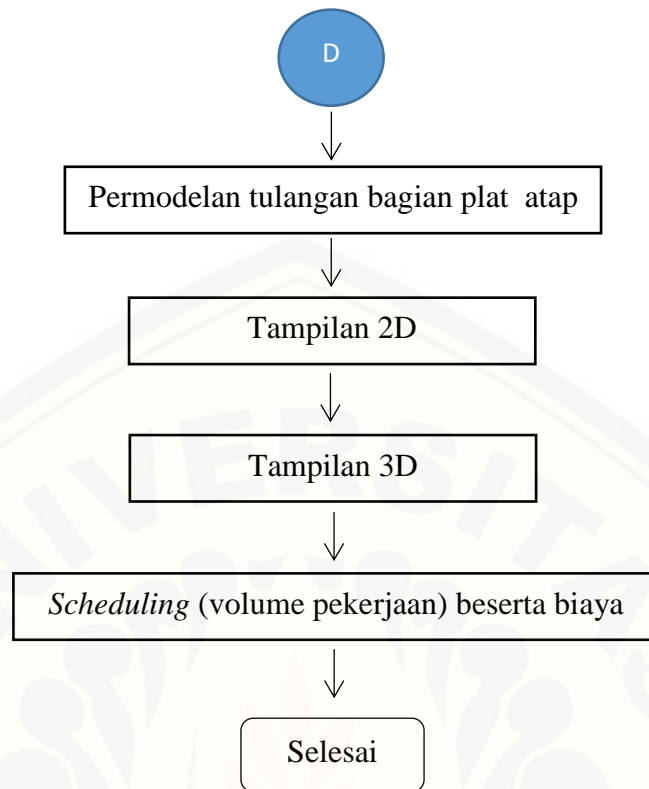 D
Permodelan tulangan bagian plat atap
Tampilan 2D
Tampilan 3D
Scheduling (volume pekerjaan) beserta biaya
Selesai